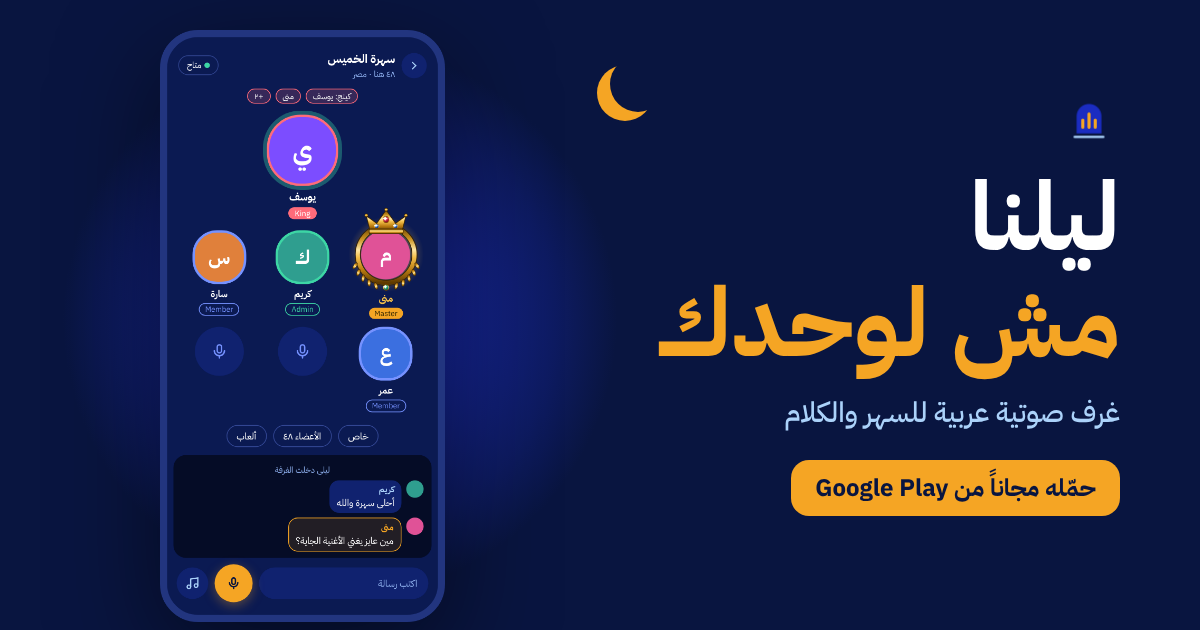 ليلنا
مش لوحدك
غرف صوتية عربية للسهر والكلام
حمّله مجاناً من Google Play
سهرة الخميس
٤٨ هنا · مصر
متاح
كينج: يوسف
منى
+٢
ي
يوسف
King
م
منى
Master
ك
كريم
Admin
س
سارة
Member
ع
عمر
Member
خاص
الأعضاء ٤٨
ألعاب
ليلى دخلت الغرفة
كريم
أحلى سهرة والله
منى
مين عايز يغني الأغنية الجاية؟
اكتب رسالة